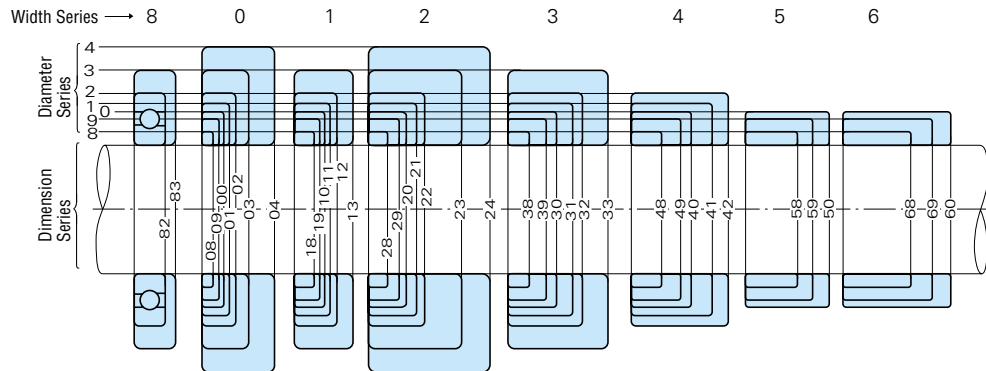 Width Series → 8 0 1 2 3 4 5 6
Diameter Series
4
3
2
1
0
9
8
Dimension Series
82 83
08 09 00 01 02 03 04
18 19 10 11 12 13
28 29 20 21 22 23 24
38 39 30 31 32 33
48 49 40 41 42
58 59 50
68 69 60